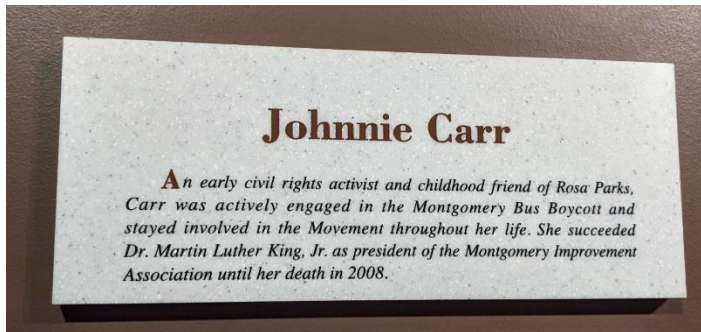 Johnnie Carr
An early civil rights activist and childhood friend of Rosa Parks,
Carr was actively engaged in the Montgomery Bus Boycott and
stayed involved in the Movement throughout her life. She succeeded
Dr. Martin Luther King, Jr. as president of the Montgomery Improvement
Association until her death in 2008.